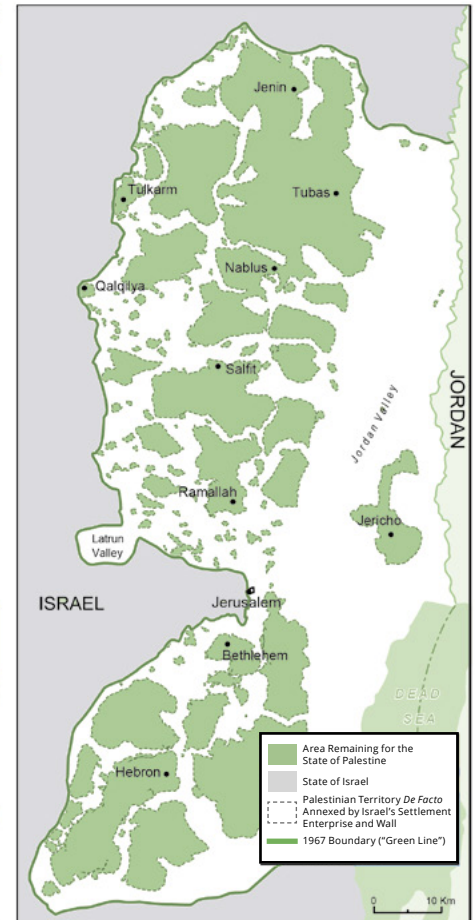 Jenin
Tulkarm
Tubas
Nablus
Qalqilya
Salfit
JORDAN
Jordan Valley
Ramallah
Jericho
Latrun
Valley
ISRAEL
Jerusalem
Bethlehem
DEAD
SEA
Hebron
Area Remaining for the
State of Palestine
State of Israel
Palestinian Territory De Facto
Annexed by Israel's Settlement
Enterprise and Wall
1967 Boundary ("Green Line")
0 10 Km